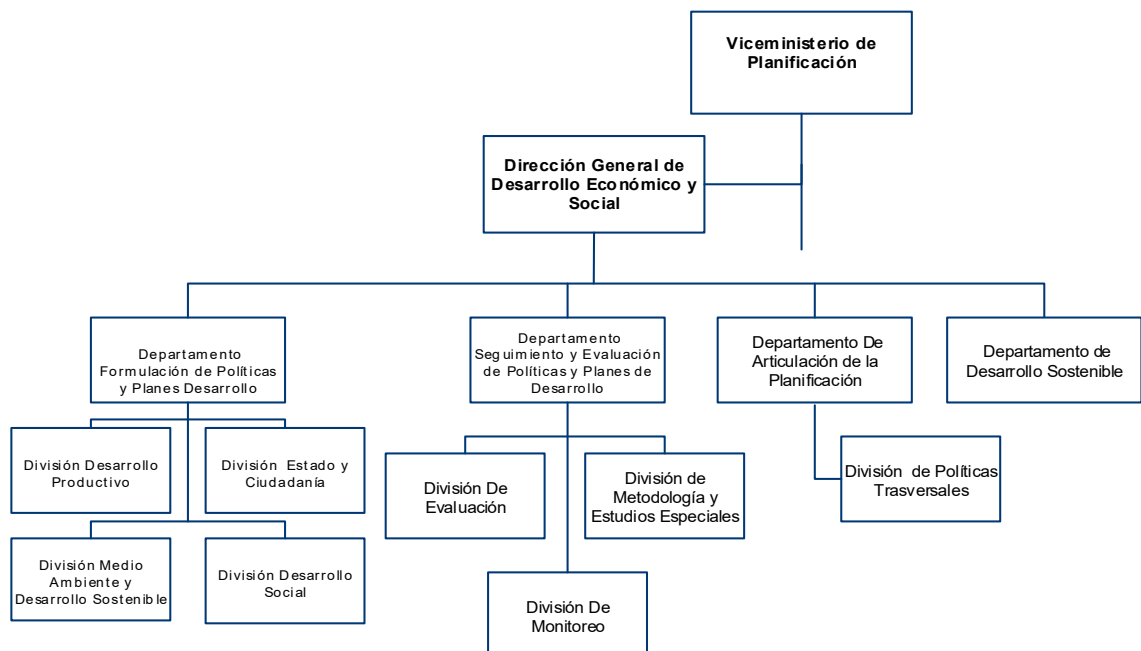 Viceministerio de
Planificación
Dirección General de
Desarrollo Económico y
Social
Departamento
Formulación de Políticas
y Planes Desarrollo
Departamento
Seguimiento y Evaluación
de Políticas y Planes de
Desarrollo
Departamento De
Articulación de la
Planificación
Departamento de
Desarrollo Sostenible
División Desarrollo
Productivo
División Estado y
Ciudadanía
División De
Evaluación
División de
Metodología y
Estudios Especiales
División de Políticas
Trasversales
División Medio
Ambiente y
Desarrollo Sostenible
División Desarrollo
Social
División De
Monitoreo